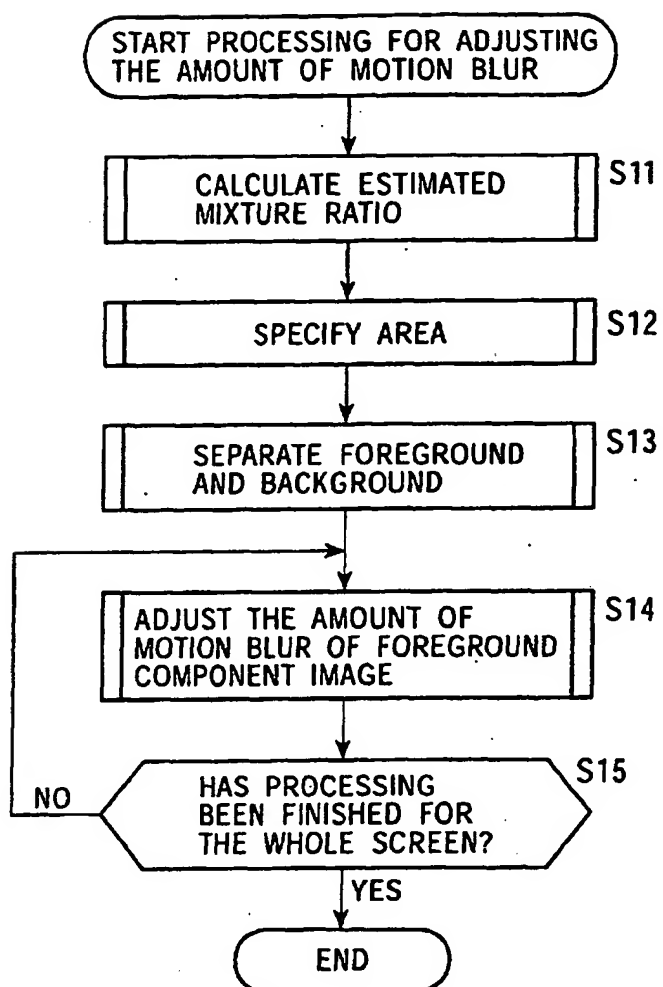 START PROCESSING FOR ADJUSTING
THE AMOUNT OF MOTION BLUR
CALCULATE ESTIMATED
MIXTURE RATIO
S11
SPECIFY AREA
S12
SEPARATE FOREGROUND
AND BACKGROUND
S13
ADJUST THE AMOUNT OF
MOTION BLUR OF FOREGROUND
COMPONENT IMAGE
S14
HAS PROCESSING
BEEN FINISHED FOR
THE WHOLE SCREEN?
S15
NO
YES
END